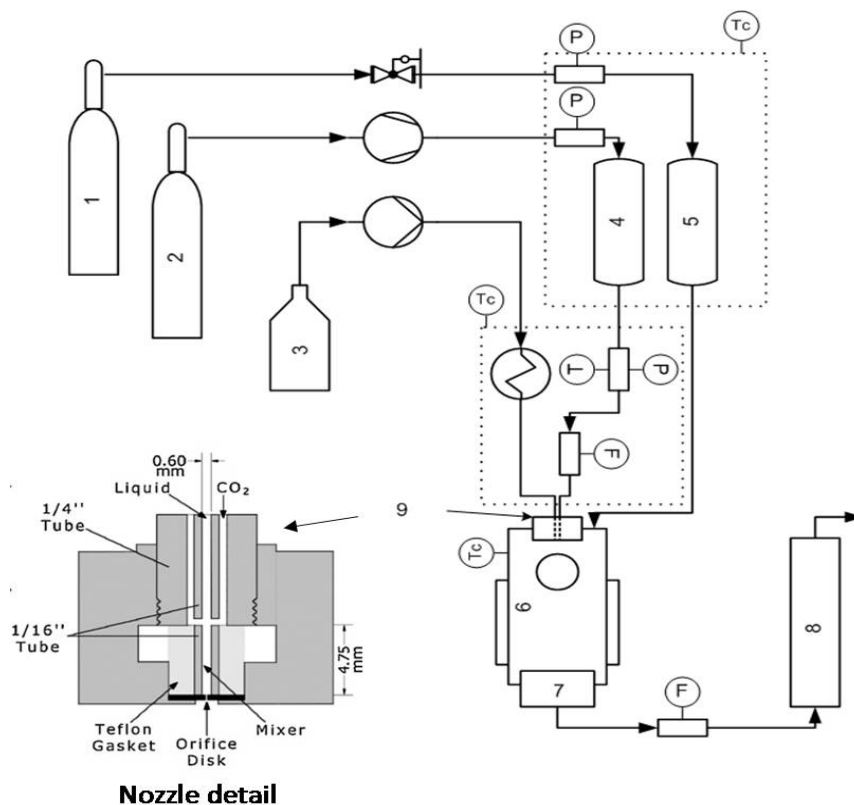 Tc
P
P
1
2
3
4
5
Tc
T
P
F
9
Tc
6
7
F
8
0.60
mm
Liquid
CO₂
1/4''
Tube
1/16''
Tube
4.75
mm
Teflon
Gasket
Orifice
Disk
Mixer
Nozzle detail